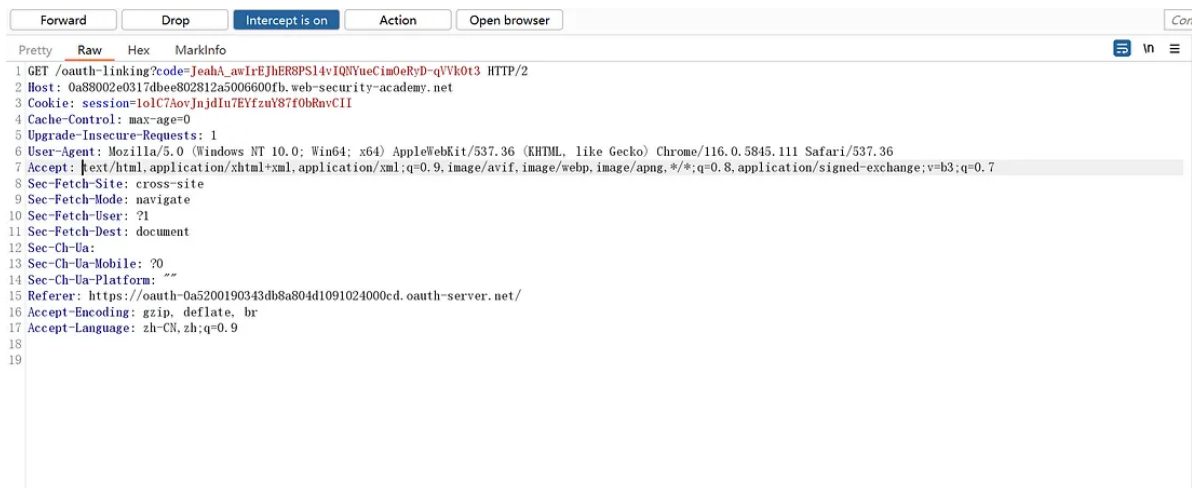 Forward Drop Intercept is on Action Open browser Con
Pretty Raw Hex MarkInfo \n
1 GET /oauth-linking?code=JeahA_awIrEJhER8PS14vIQNYueCimOeRyD-qVVkOt3 HTTP/2
2 Host: 0a88002e0317dbee802812a5006600fb.web-security-academy.net
3 Cookie: session=lolC7AovJnjdIu7EYfzuY87fObRnvCII
4 Cache-Control: max-age=0
5 Upgrade-Insecure-Requests: 1
6 User-Agent: Mozilla/5.0 (Windows NT 10.0; Win64; x64) AppleWebKit/537.36 (KHTML, like Gecko) Chrome/116.0.5845.111 Safari/537.36
7 Accept: text/html,application/xhtml+xml,application/xml;q=0.9,image/avif,image/webp,image/apng,*/*;q=0.8,application/signed-exchange;v=b3;q=0.7
8 Sec-Fetch-Site: cross-site
9 Sec-Fetch-Mode: navigate
10 Sec-Fetch-User: ?1
11 Sec-Fetch-Dest: document
12 Sec-Ch-Ua:
13 Sec-Ch-Ua-Mobile: ?0
14 Sec-Ch-Ua-Platform: ""
15 Referer: https://oauth-0a5200190343db8a804d1091024000cd.oauth-server.net/
16 Accept-Encoding: gzip, deflate, br
17 Accept-Language: zh-CN,zh;q=0.9
18
19